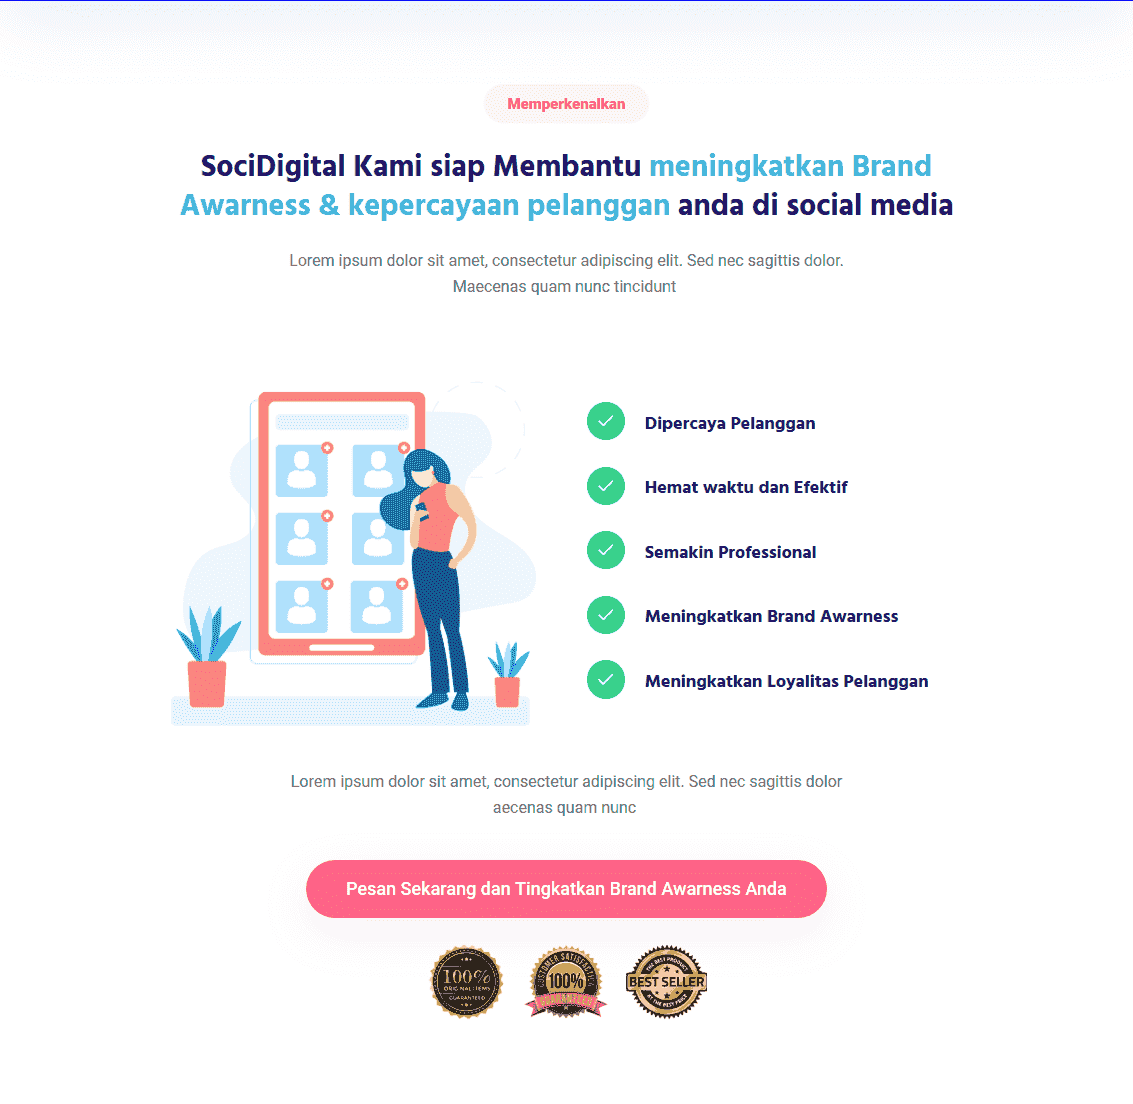 Memperkenalkan
SociDigital Kami siap Membantu meningkatkan Brand
Awarness & kepercayaan pelanggan anda di social media
Lorem ipsum dolor sit amet, consectetur adipiscing elit. Sed nec sagittis dolor.
Maecenas quam nunc tincidunt
Dipercaya Pelanggan
Hemat waktu dan Efektif
Semakin Professional
Meningkatkan Brand Awarness
Meningkatkan Loyalitas Pelanggan
Lorem ipsum dolor sit amet, consectetur adipiscing elit. Sed nec sagittis dolor
aecenas quam nunc
Pesan Sekarang dan Tingkatkan Brand Awarness Anda
100%
ORIGINAL ITEMS
GUARANTEED
CUSTOMER SATISFACTION
100%
GUARANTEED
THE BEST PRODUCT
BEST SELLER
AT THE BEST PRICE